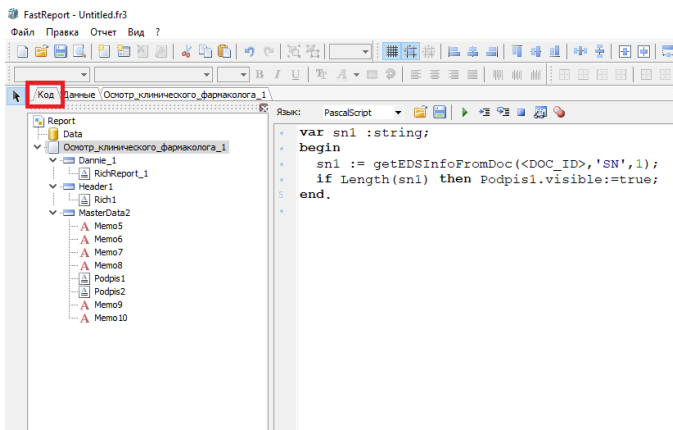 FastReport - Untitled.fr3
Файл Правка Отчет Вид ?
B I U
Код Данные Осмотр_клинического_фармаколога_1
Report
Data
Осмотр_клинического_фармаколога_1
Dannie_1
RichReport_1
Header1
Rich1
MasterData2
Memo5
Memo6
Memo7
Memo8
Podpis1
Podpis2
Memo9
Memo10
Язык: PascalScript
var sn1 :string;
begin
sn1 := getEDSInfoFromDoc(<DOC_ID>,'SN',1);
if Length(sn1) then Podpis1.visible:=true;
5 end.